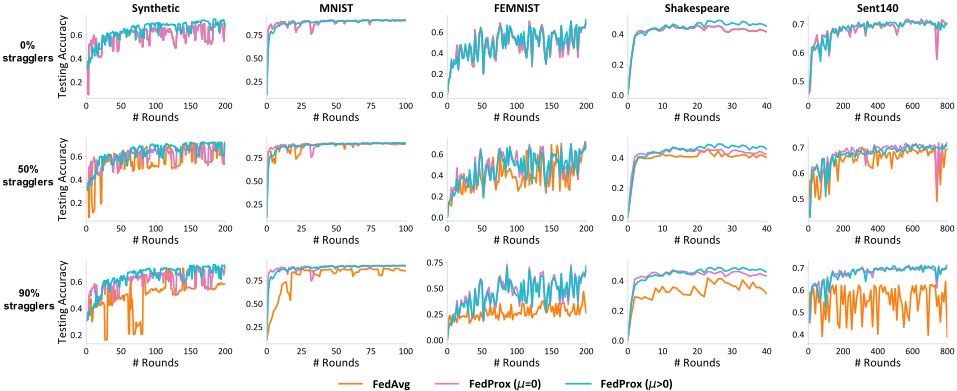 Synthetic MNIST FEMNIST Shakespeare Sent140
0% stragglers
Testing Accuracy
0.6 0.4 0.2
0 50 100 150 200
# Rounds
0.75 0.50 0.25
0 25 50 75 100
# Rounds
0.6 0.4 0.2 0.0
0 50 100 150 200
# Rounds
0.4 0.2 0.0
0 10 20 30 40
# Rounds
0.7 0.6 0.5
0 200 400 600 800
# Rounds
50% stragglers
Testing Accuracy
0.6 0.4 0.2
0 50 100 150 200
# Rounds
0.75 0.50 0.25
0 25 50 75 100
# Rounds
0.6 0.4 0.2 0.0
0 50 100 150 200
# Rounds
0.4 0.2 0.0
0 10 20 30 40
# Rounds
0.7 0.6 0.5
0 200 400 600 800
# Rounds
90% stragglers
Testing Accuracy
0.6 0.4 0.2
0 50 100 150 200
# Rounds
0.75 0.50 0.25
0 25 50 75 100
# Rounds
0.75 0.50 0.25 0.00
0 50 100 150 200
# Rounds
0.4 0.2 0.0
0 10 20 30 40
# Rounds
0.7 0.6 0.5 0.4
0 200 400 600 800
# Rounds
FedAvg FedProx (μ=0) FedProx (μ>0)